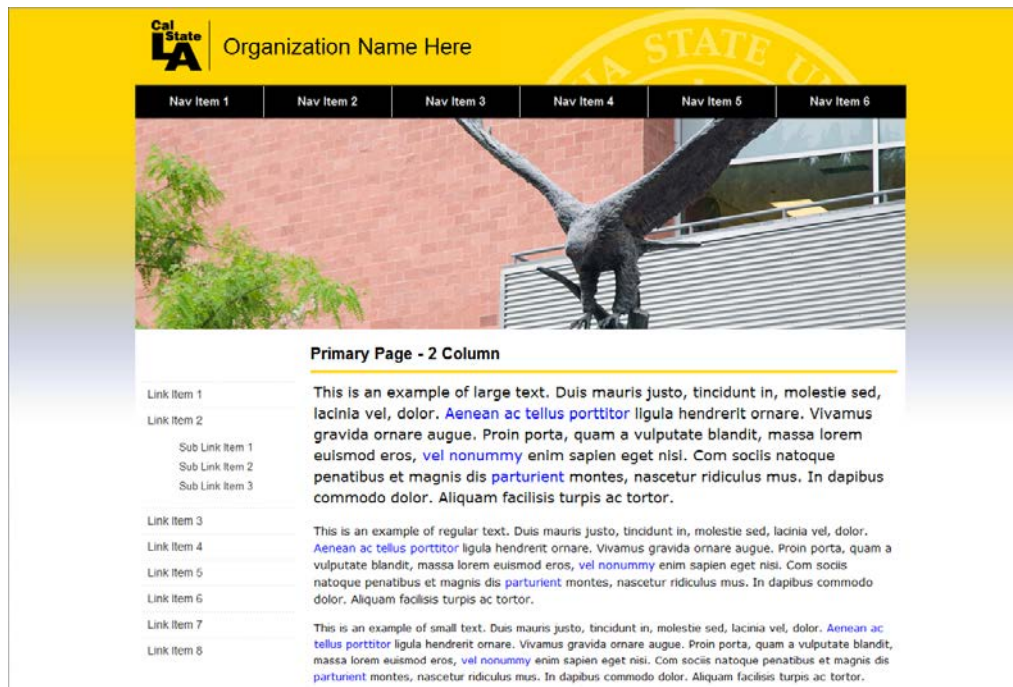 Cal
State
LA
Organization Name Here
STATE
Nav Item 1
Nav Item 2
Nav Item 3
Nav Item 4
Nav Item 5
Nav Item 6
Primary Page - 2 Column
Link Item 1
Link Item 2
Sub Link Item 1
Sub Link Item 2
Sub Link Item 3
Link Item 3
Link Item 4
Link Item 5
Link Item 6
Link Item 7
Link Item 8
This is an example of large text. Duis mauris justo, tincidunt in, molestie sed,
lacinia vel, dolor. Aenean ac tellus porttitor ligula hendrerit ornare. Vivamus
gravida ornare augue. Proin porta, quam a vulputate blandit, massa lorem
euismod eros, vel nonummy enim sapien eget nisi. Com sociis natoque
penatibus et magnis dis parturient montes, nascetur ridiculus mus. In dapibus
commodo dolor. Aliquam facilisis turpis ac tortor.
This is an example of regular text. Duis mauris justo, tincidunt in, molestie sed, lacinia vel, dolor.
Aenean ac tellus porttitor ligula hendrerit ornare. Vivamus gravida ornare augue. Proin porta, quam a
vulputate blandit, massa lorem euismod eros, vel nonummy enim sapien eget nisi. Com sociis
natoque penatibus et magnis dis parturient montes, nascetur ridiculus mus. In dapibus commodo
dolor. Aliquam facilisis turpis ac tortor.
This is an example of small text. Duis mauris justo, tincidunt in, molestie sed, lacinia vel, dolor. Aenean ac
tellus porttitor ligula hendrerit ornare. Vivamus gravida ornare augue. Proin porta, quam a vulputate blandit,
massa lorem euismod eros, vel nonummy enim sapien eget nisi. Com sociis natoque penatibus et magnis dis
parturient montes, nascetur ridiculus mus. In dapibus commodo dolor. Aliquam facilisis turpis ac tortor.